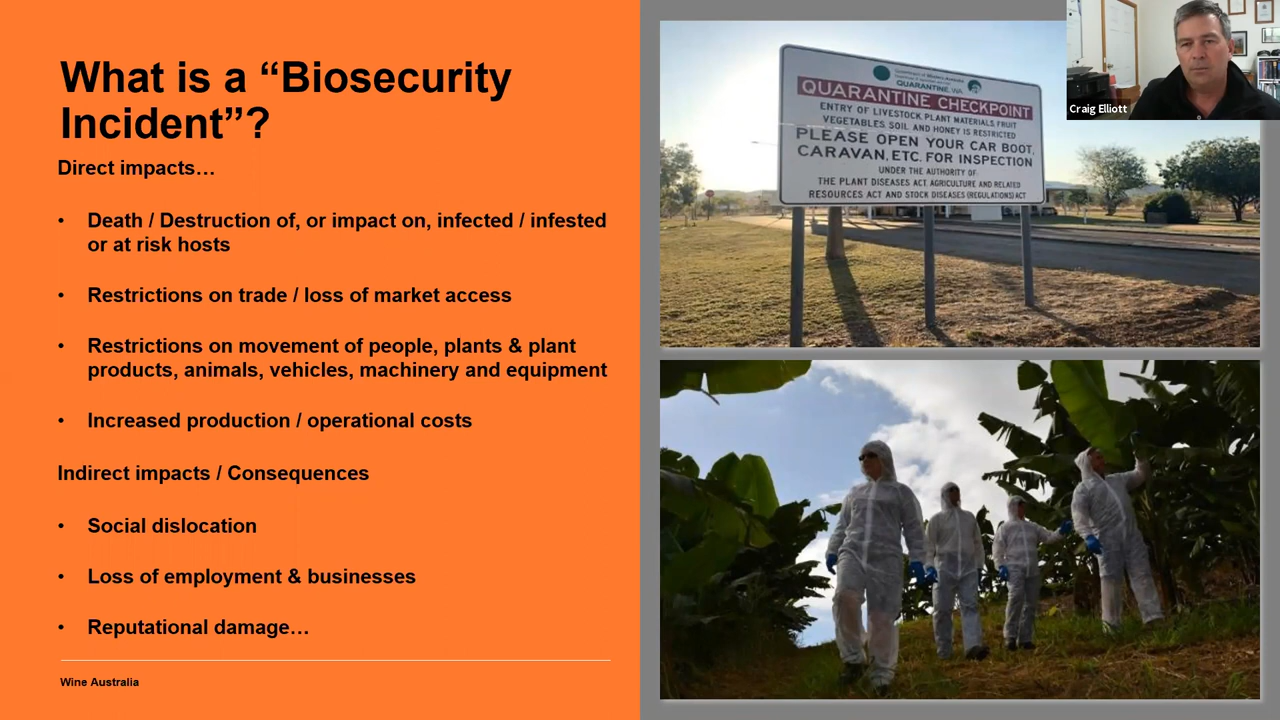 What is a “Biosecurity
Incident”?
Direct impacts…
• Death / Destruction of, or impact on, infected / infested
or at risk hosts
• Restrictions on trade / loss of market access
• Restrictions on movement of people, plants & plant
products, animals, vehicles, machinery and equipment
• Increased production / operational costs
Indirect impacts / Consequences
• Social dislocation
• Loss of employment & businesses
• Reputational damage…
Wine Australia
QUARANTINE, WA
QUARANTINE CHECKPOINT
ENTRY OF LIVESTOCK, PLANT MATERIALS, FRUIT
VEGETABLES, SOIL AND HONEY IS RESTRICTED
PLEASE OPEN YOUR CAR BOOT,
CARAVAN, ETC. FOR INSPECTION
UNDER THE AUTHORITY OF
THE PLANT DISEASES ACT, AGRICULTURE AND RELATED
RESOURCES ACT AND STOCK DISEASES (REGULATIONS) ACT
Craig Elliott